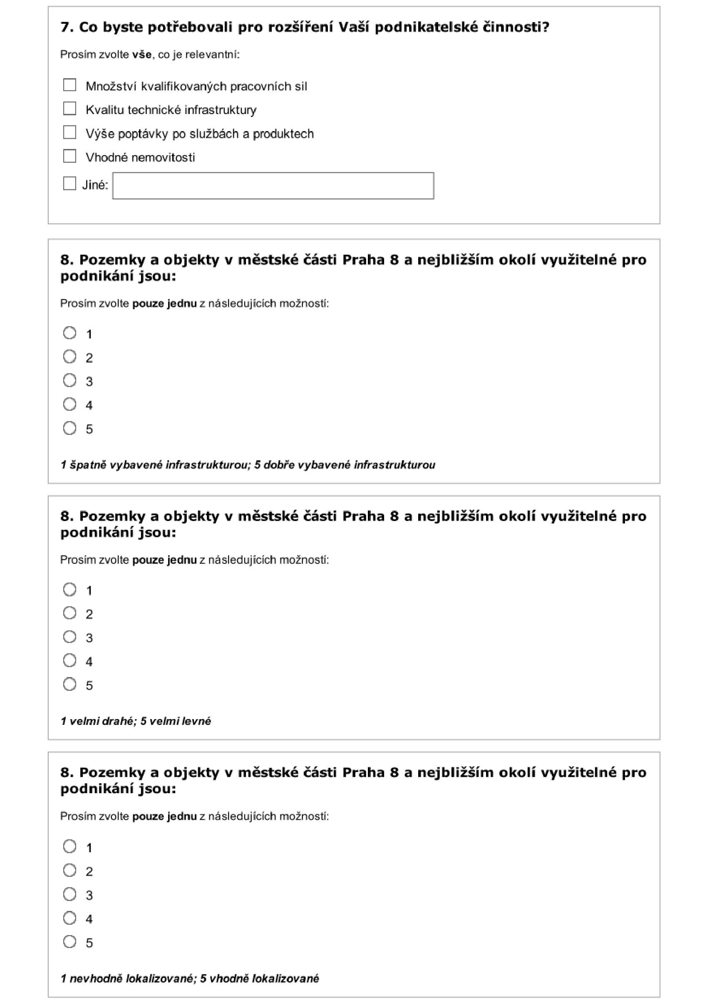 7. Co byste potřebovali pro rozšíření Vaší podnikatelské činnosti?
Prosím zvolte vše, co je relevantní:
Množství kvalifikovaných pracovních sil
Kvalitu technické infrastruktury
Výše poptávky po službách a produktech
Vhodné nemovitosti
Jiné:
8. Pozemky a objekty v městské části Praha 8 a nejbližším okolí využitelné pro
podnikání jsou:
Prosím zvolte pouze jednu z následujících možností:
1
2
3
4
5
1 špatně vybavené infrastrukturou; 5 dobře vybavené infrastrukturou
8. Pozemky a objekty v městské části Praha 8 a nejbližším okolí využitelné pro
podnikání jsou:
Prosím zvolte pouze jednu z následujících možností:
1
2
3
4
5
1 velmi drahé; 5 velmi levné
8. Pozemky a objekty v městské části Praha 8 a nejbližším okolí využitelné pro
podnikání jsou:
Prosím zvolte pouze jednu z následujících možností:
1
2
3
4
5
1 nevhodně lokalizované; 5 vhodně lokalizované